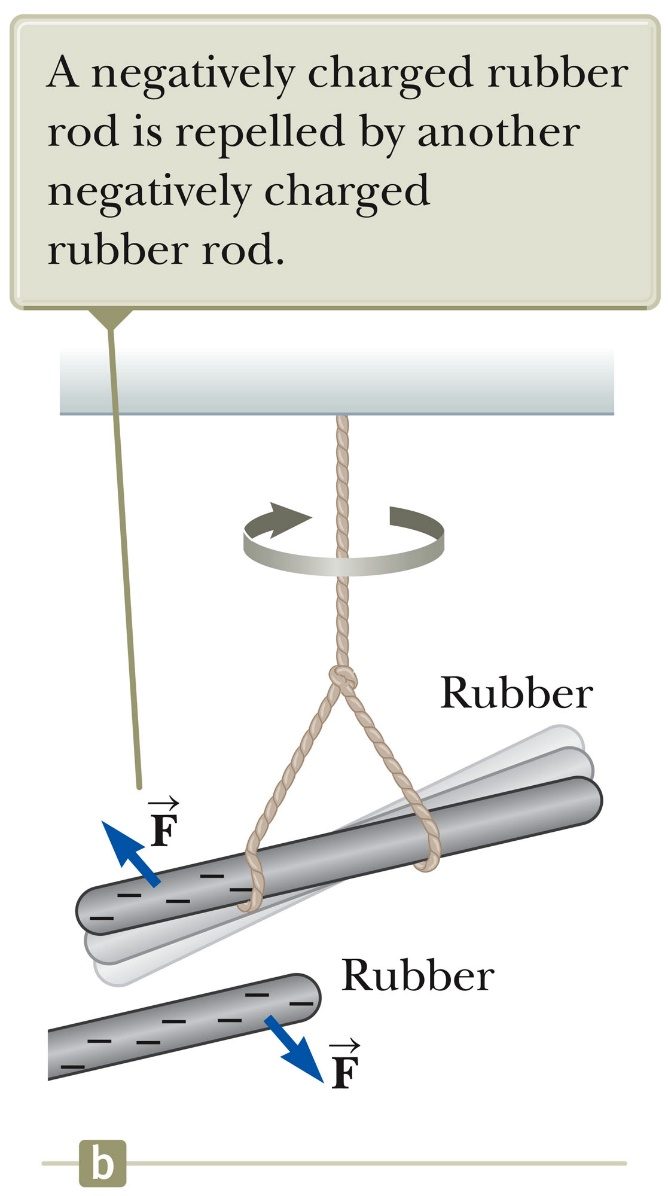 A negatively charged rubber
rod is repelled by another
negatively charged
rubber rod.
Rubber
F
Rubber
F
b